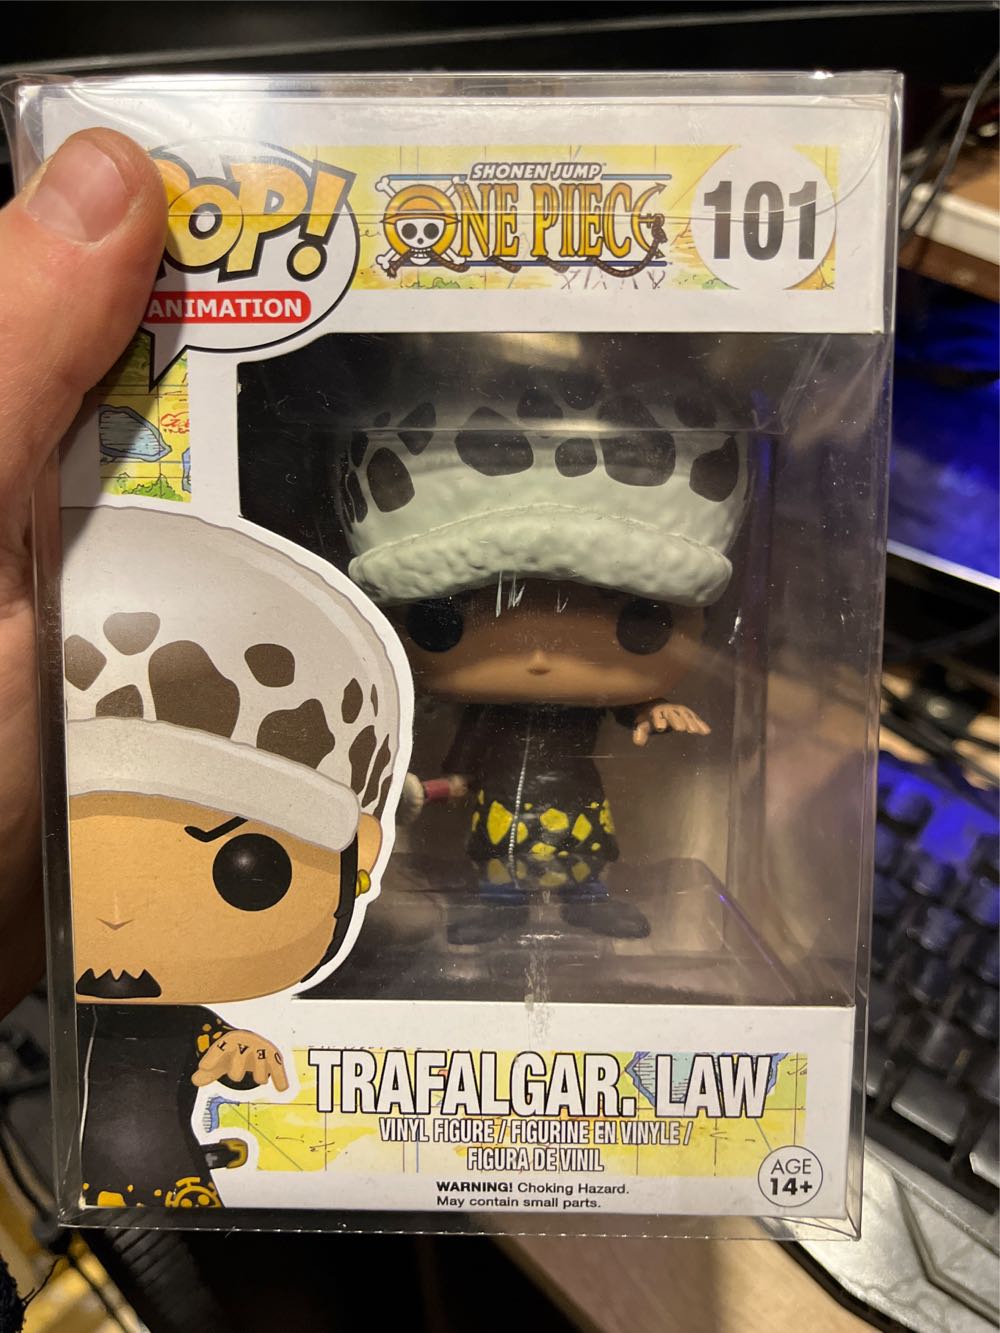 POP!
ANIMATION
SHONEN JUMP
ONE PIECE
101
TRAFALGAR. LAW
VINYL FIGURE / FIGURINE EN VINYLE /
FIGURA DE VINIL
WARNING! Choking Hazard.
May contain small parts.
AGE
14+